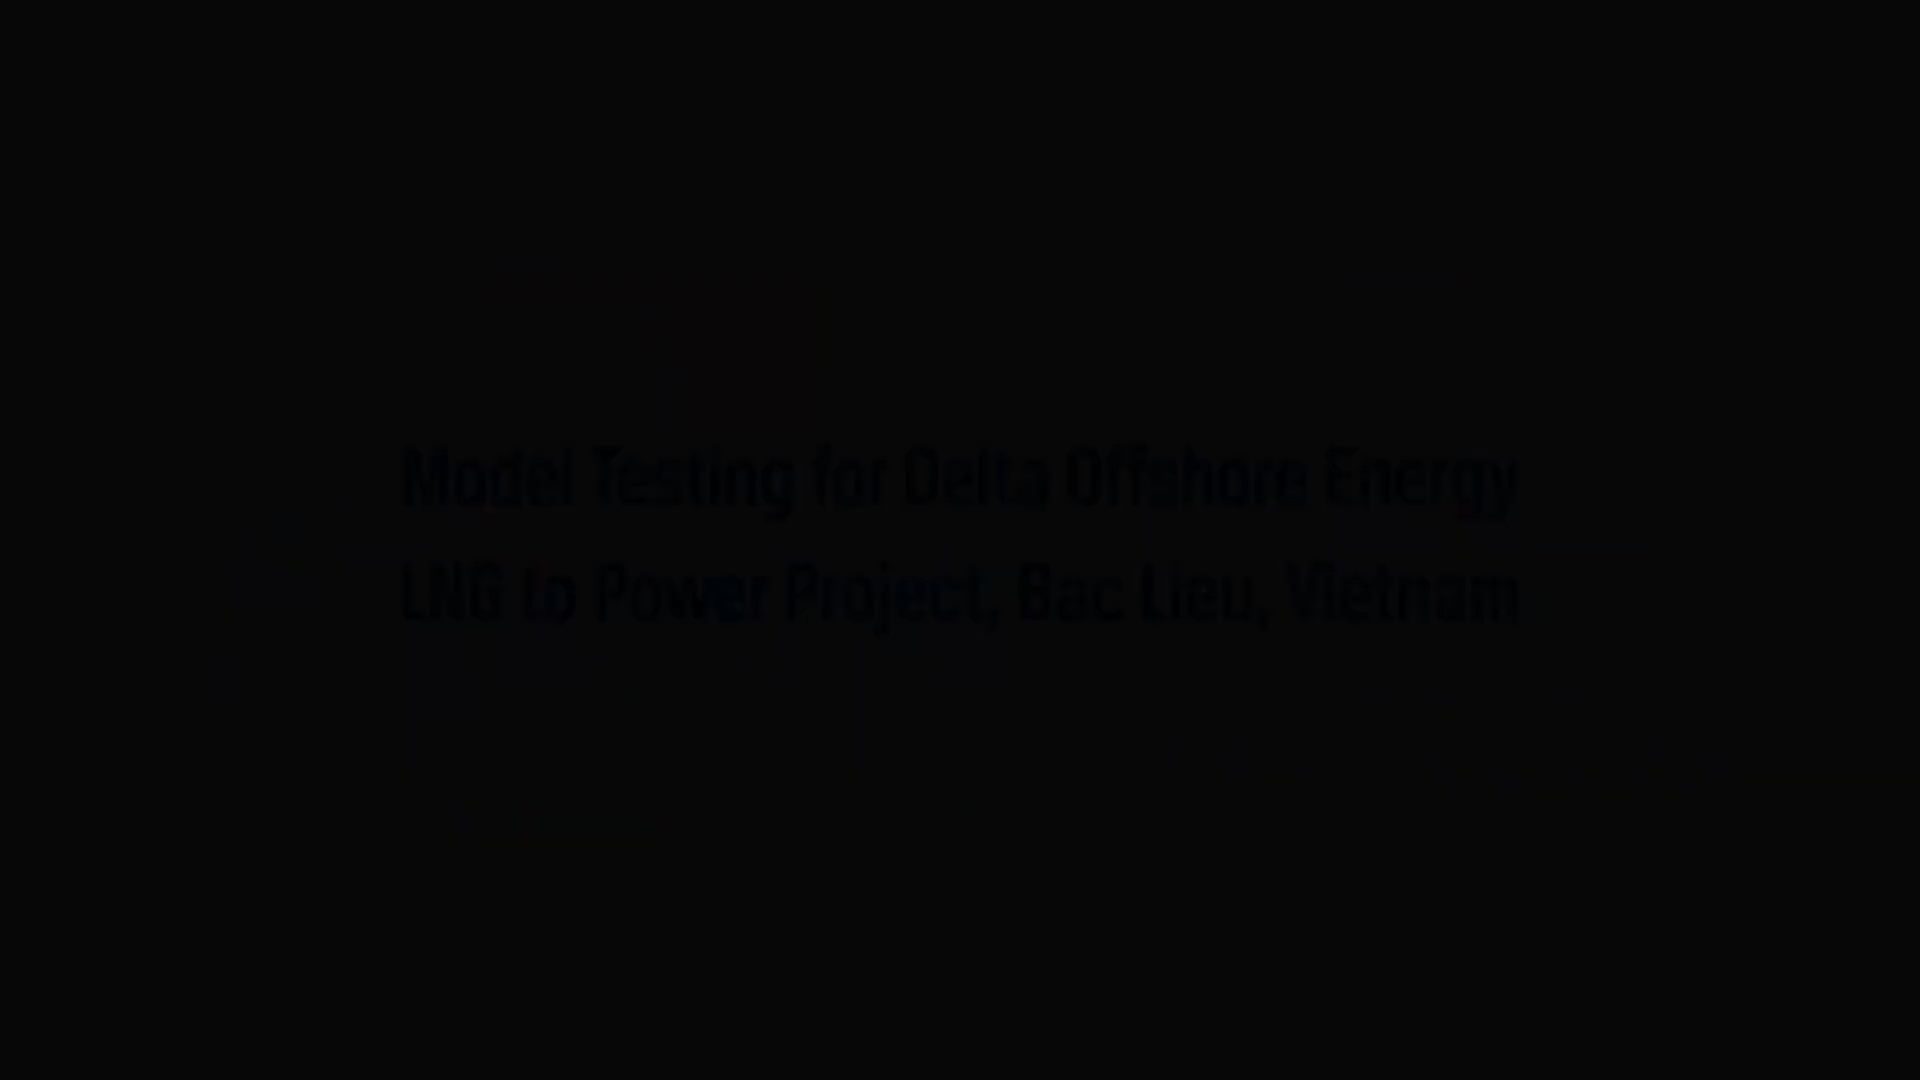 Model Testing for Delta Offshore Energy
LNG to Power Project, Bac Lieu, Vietnam